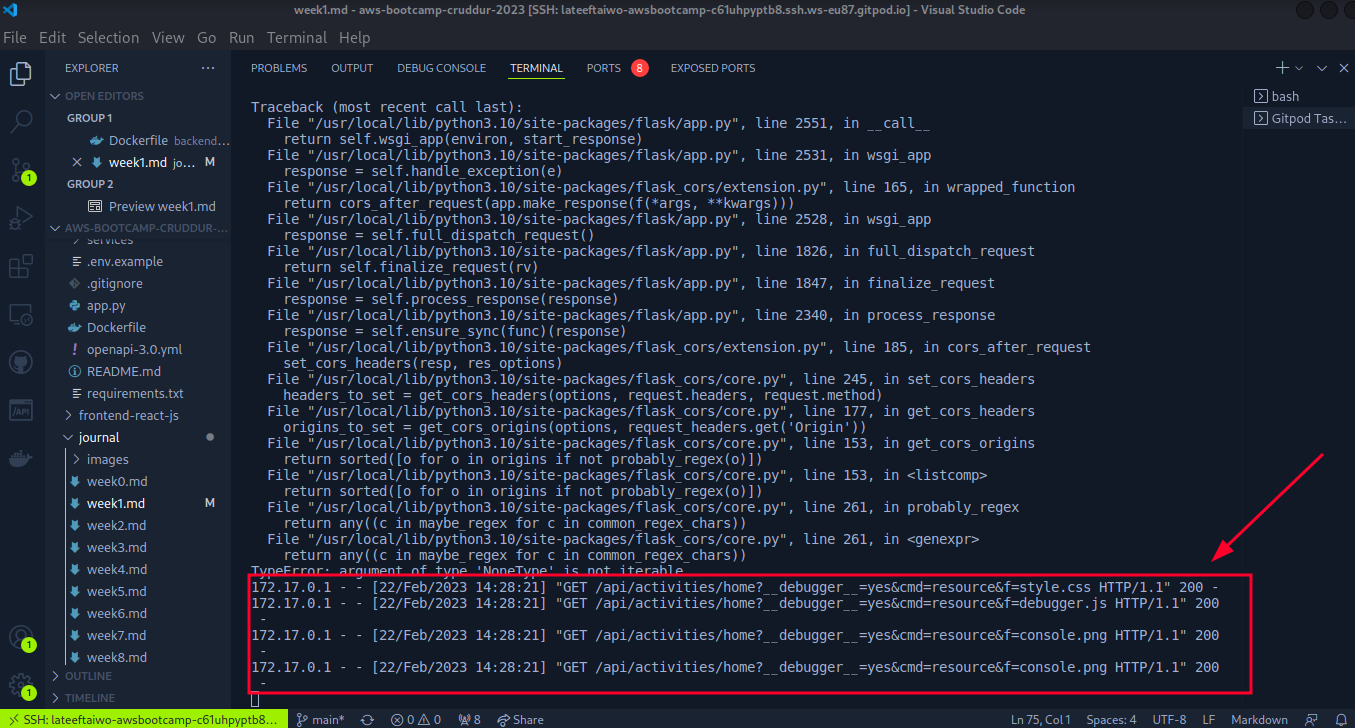 week1.md - aws-bootcamp-cruddur-2023 [SSH: lateeftaiwo-awsbootcamp-c61uhpyptb8.ssh.ws-eu87.gitpod.io] - Visual Studio Code
File Edit Selection View Go Run Terminal Help
EXPLORER ···
OPEN EDITORS
GROUP 1
Dockerfile backend...
week1.md jo... M
GROUP 2
Preview week1.md
AWS-BOOTCAMP-CRUDDUR-...
services
.env.example
.gitignore
app.py
Dockerfile
openapi-3.0.yml
README.md
requirements.txt
frontend-react-js
journal
images
week0.md
week1.md M
week2.md
week3.md
week4.md
week5.md
week6.md
week7.md
week8.md
OUTLINE
TIMELINE
1
/API
1
1
PROBLEMS OUTPUT DEBUG CONSOLE TERMINAL PORTS 8 EXPOSED PORTS
bash
Gitpod Tas...
Traceback (most recent call last):
File "/usr/local/lib/python3.10/site-packages/flask/app.py", line 2551, in __call__
return self.wsgi_app(environ, start_response)
File "/usr/local/lib/python3.10/site-packages/flask/app.py", line 2531, in wsgi_app
response = self.handle_exception(e)
File "/usr/local/lib/python3.10/site-packages/flask_cors/extension.py", line 165, in wrapped_function
return cors_after_request(app.make_response(f(*args, **kwargs)))
File "/usr/local/lib/python3.10/site-packages/flask/app.py", line 2528, in wsgi_app
response = self.full_dispatch_request()
File "/usr/local/lib/python3.10/site-packages/flask/app.py", line 1826, in full_dispatch_request
return self.finalize_request(rv)
File "/usr/local/lib/python3.10/site-packages/flask/app.py", line 1847, in finalize_request
response = self.process_response(response)
File "/usr/local/lib/python3.10/site-packages/flask/app.py", line 2340, in process_response
response = self.ensure_sync(func)(response)
File "/usr/local/lib/python3.10/site-packages/flask_cors/extension.py", line 185, in cors_after_request
set_cors_headers(resp, res_options)
File "/usr/local/lib/python3.10/site-packages/flask_cors/core.py", line 245, in set_cors_headers
headers_to_set = get_cors_headers(options, request.headers, request.method)
File "/usr/local/lib/python3.10/site-packages/flask_cors/core.py", line 177, in get_cors_headers
origins_to_set = get_cors_origins(options, request_headers.get('Origin'))
File "/usr/local/lib/python3.10/site-packages/flask_cors/core.py", line 153, in get_cors_origins
return sorted([o for o in origins if not probably_regex(o)])
File "/usr/local/lib/python3.10/site-packages/flask_cors/core.py", line 153, in <listcomp>
return sorted([o for o in origins if not probably_regex(o)])
File "/usr/local/lib/python3.10/site-packages/flask_cors/core.py", line 261, in probably_regex
return any((c in maybe_regex for c in common_regex_chars))
File "/usr/local/lib/python3.10/site-packages/flask_cors/core.py", line 261, in <genexpr>
return any((c in maybe_regex for c in common_regex_chars))
TypeError: argument of type 'NoneType' is not iterable
172.17.0.1 - - [22/Feb/2023 14:28:21] "GET /api/activities/home?__debugger__=yes&cmd=resource&f=style.css HTTP/1.1" 200 -
172.17.0.1 - - [22/Feb/2023 14:28:21] "GET /api/activities/home?__debugger__=yes&cmd=resource&f=debugger.js HTTP/1.1" 200
-
172.17.0.1 - - [22/Feb/2023 14:28:21] "GET /api/activities/home?__debugger__=yes&cmd=resource&f=console.png HTTP/1.1" 200
-
172.17.0.1 - - [22/Feb/2023 14:28:21] "GET /api/activities/home?__debugger__=yes&cmd=resource&f=console.png HTTP/1.1" 200
-
SSH: lateeftaiwo-awsbootcamp-c61uhpyptb8... main* 0 0 8 Share Ln 75, Col 1 Spaces: 4 UTF-8 LF Markdown